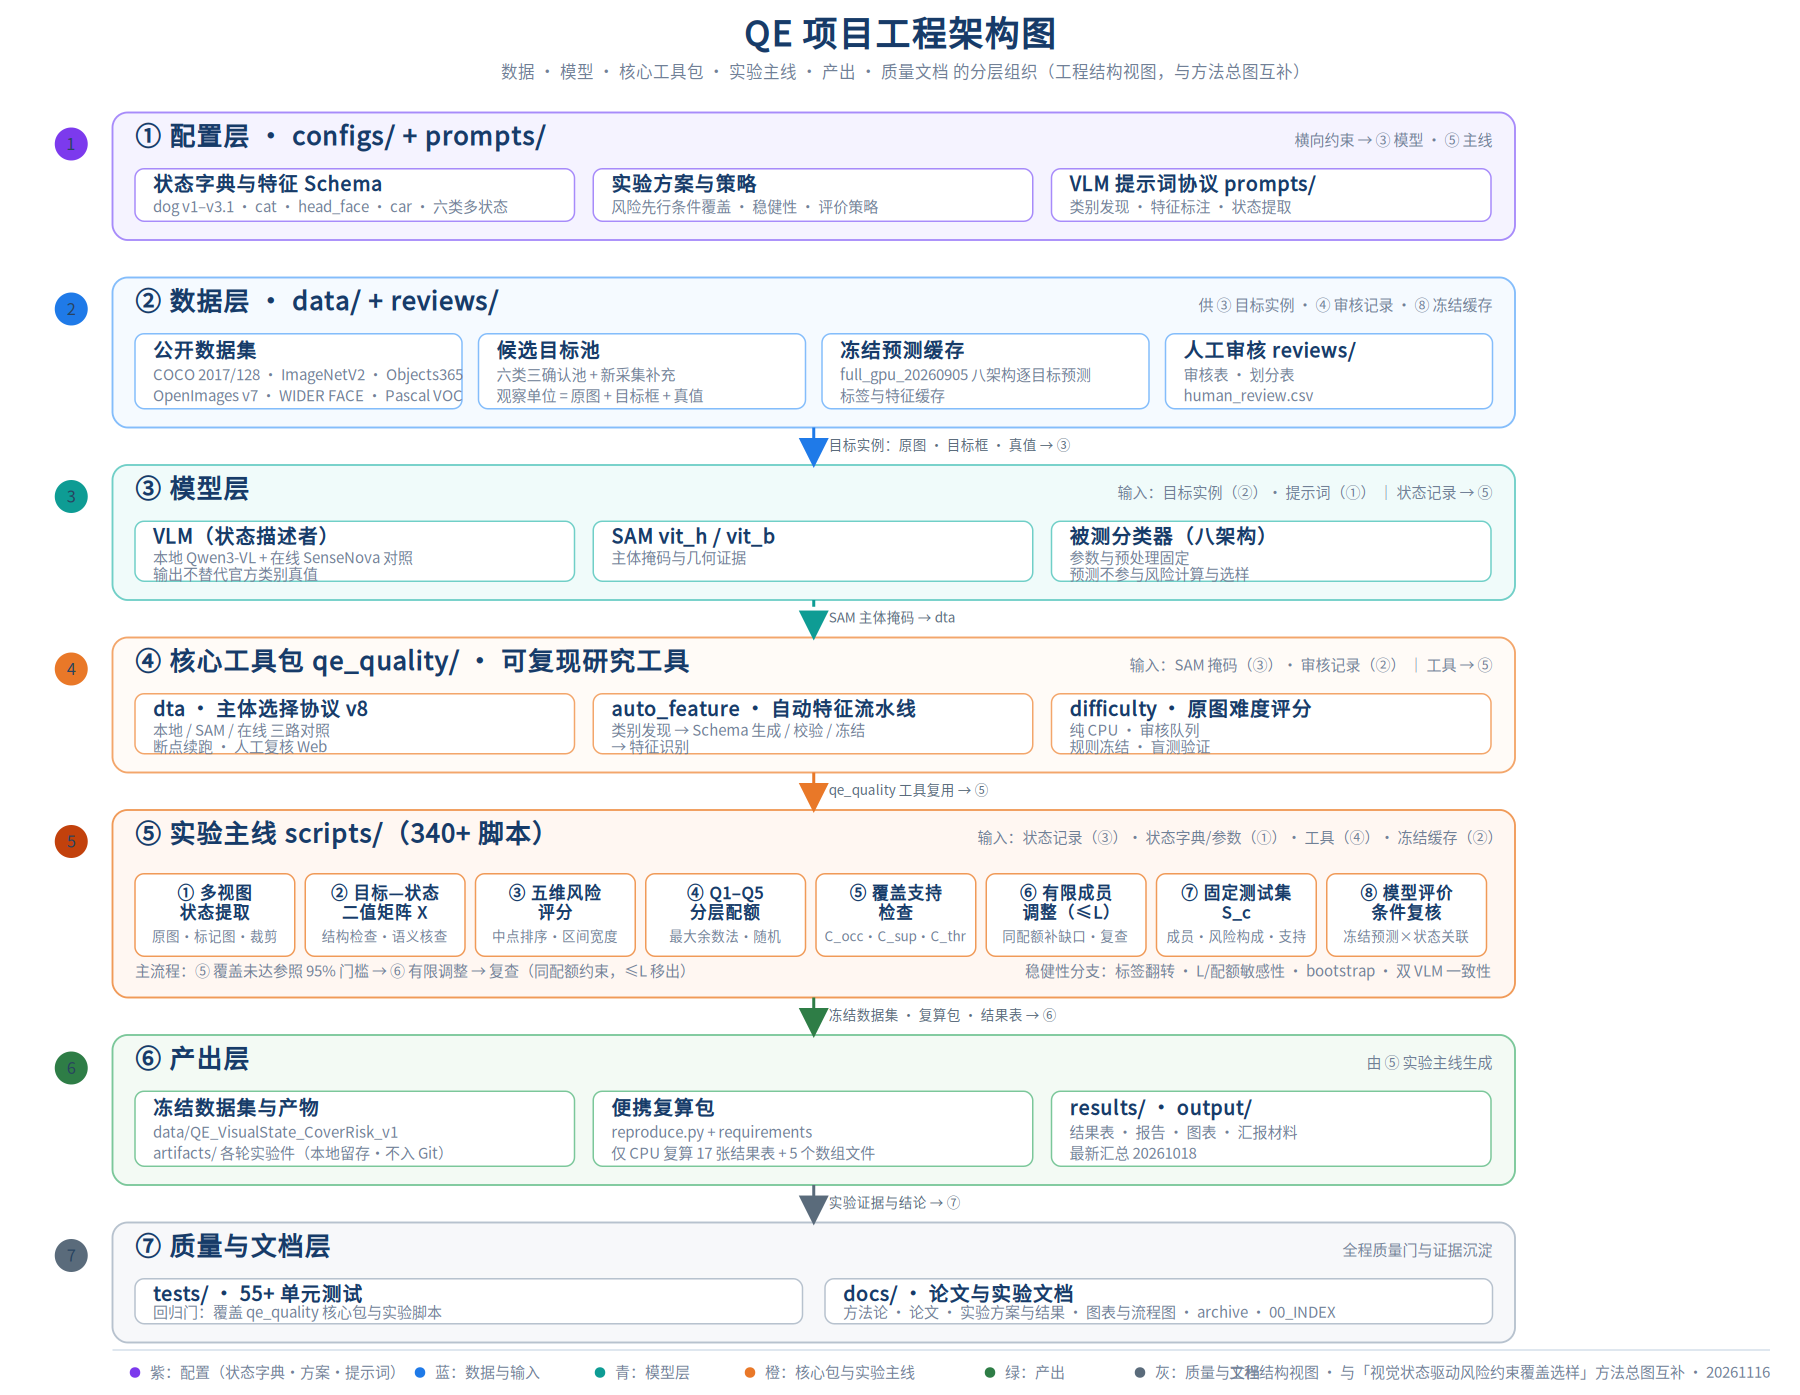 QE 项目工程架构图
数据 · 模型 · 核心工具包 · 实验主线 · 产出 · 质量文档 的分层组织（工程结构视图，与方法总图互补）
1
① 配置层 · configs/ + prompts/
横向约束 → ③ 模型 · ⑤ 主线
状态字典与特征 Schema
dog v1–v3.1 · cat · head_face · car · 六类多状态
实验方案与策略
风险先行条件覆盖 · 稳健性 · 评价策略
VLM 提示词协议 prompts/
类别发现 · 特征标注 · 状态提取
2
② 数据层 · data/ + reviews/
供 ③ 目标实例 · ④ 审核记录 · ⑧ 冻结缓存
公开数据集
COCO 2017/128 · ImageNetV2 · Objects365
OpenImages v7 · WIDER FACE · Pascal VOC
候选目标池
六类三确认池 + 新采集补充
观察单位 = 原图 + 目标框 + 真值
冻结预测缓存
full_gpu_20260905 八架构逐目标预测
标签与特征缓存
人工审核 reviews/
审核表 · 划分表
human_review.csv
目标实例：原图 · 目标框 · 真值 → ③
3
③ 模型层
输入：目标实例（②）· 提示词（①） ｜ 状态记录 → ⑤
VLM（状态描述者）
本地 Qwen3-VL + 在线 SenseNova 对照
输出不替代官方类别真值
SAM vit_h / vit_b
主体掩码与几何证据
被测分类器（八架构）
参数与预处理固定
预测不参与风险计算与选样
SAM 主体掩码 → dta
4
④ 核心工具包 qe_quality/ · 可复现研究工具
输入：SAM 掩码（③）· 审核记录（②） ｜ 工具 → ⑤
dta · 主体选择协议 v8
本地 / SAM / 在线 三路对照
断点续跑 · 人工复核 Web
auto_feature · 自动特征流水线
类别发现 → Schema 生成 / 校验 / 冻结
→ 特征识别
difficulty · 原图难度评分
纯 CPU · 审核队列
规则冻结 · 盲测验证
qe_quality 工具复用 → ⑤
5
⑤ 实验主线 scripts/（340+ 脚本）
输入：状态记录（③）· 状态字典/参数（①）· 工具（④）· 冻结缓存（②）
① 多视图
状态提取
原图·标记图·裁剪
② 目标—状态
二值矩阵 X
结构检查·语义核查
③ 五维风险
评分
中点排序·区间宽度
④ Q1–Q5
分层配额
最大余数法·随机
⑤ 覆盖支持
检查
C_occ·C_sup·C_thr
⑥ 有限成员
调整（≤L）
同配额补缺口·复查
⑦ 固定测试集
S_c
成员·风险构成·支持
⑧ 模型评价
条件复核
冻结预测×状态关联
主流程：⑤ 覆盖未达参照 95% 门槛 → ⑥ 有限调整 → 复查（同配额约束，≤L 移出）
稳健性分支：标签翻转 · L/配额敏感性 · bootstrap · 双 VLM 一致性
冻结数据集 · 复算包 · 结果表 → ⑥
6
⑥ 产出层
由 ⑤ 实验主线生成
冻结数据集与产物
data/QE_VisualState_CoverRisk_v1
artifacts/ 各轮实验件（本地留存·不入 Git）
便携复算包
reproduce.py + requirements
仅 CPU 复算 17 张结果表 + 5 个数组文件
results/ · output/
结果表 · 报告 · 图表 · 汇报材料
最新汇总 20261018
实验证据与结论 → ⑦
7
⑦ 质量与文档层
全程质量门与证据沉淀
tests/ · 55+ 单元测试
回归门：覆盖 qe_quality 核心包与实验脚本
docs/ · 论文与实验文档
方法论 · 论文 · 实验方案与结果 · 图表与流程图 · archive · 00_INDEX
紫：配置（状态字典·方案·提示词）
蓝：数据与输入
青：模型层
橙：核心包与实验主线
绿：产出
灰：质量与文档
工程结构视图 · 与「视觉状态驱动风险约束覆盖选样」方法总图互补 · 20261116